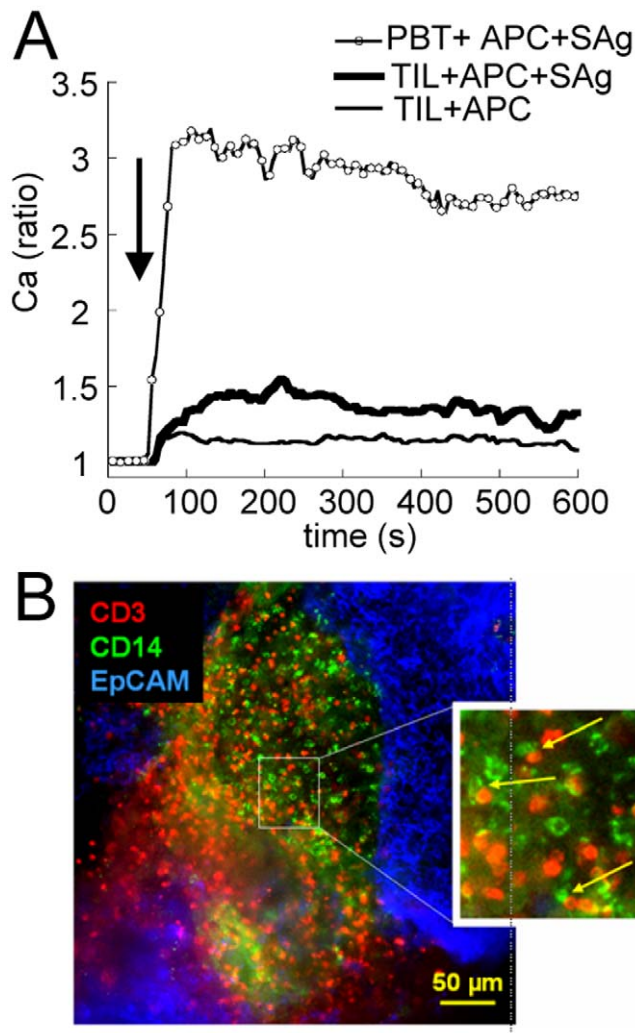 A
PBT+ APC+SAg
TIL+APC+SAg
TIL+APC
3.5
3
2.5
2
1.5
1
Ca (ratio)
100 200 300 400 500 600
time (s)
B
CD3
CD14
EpCAM
50 µm